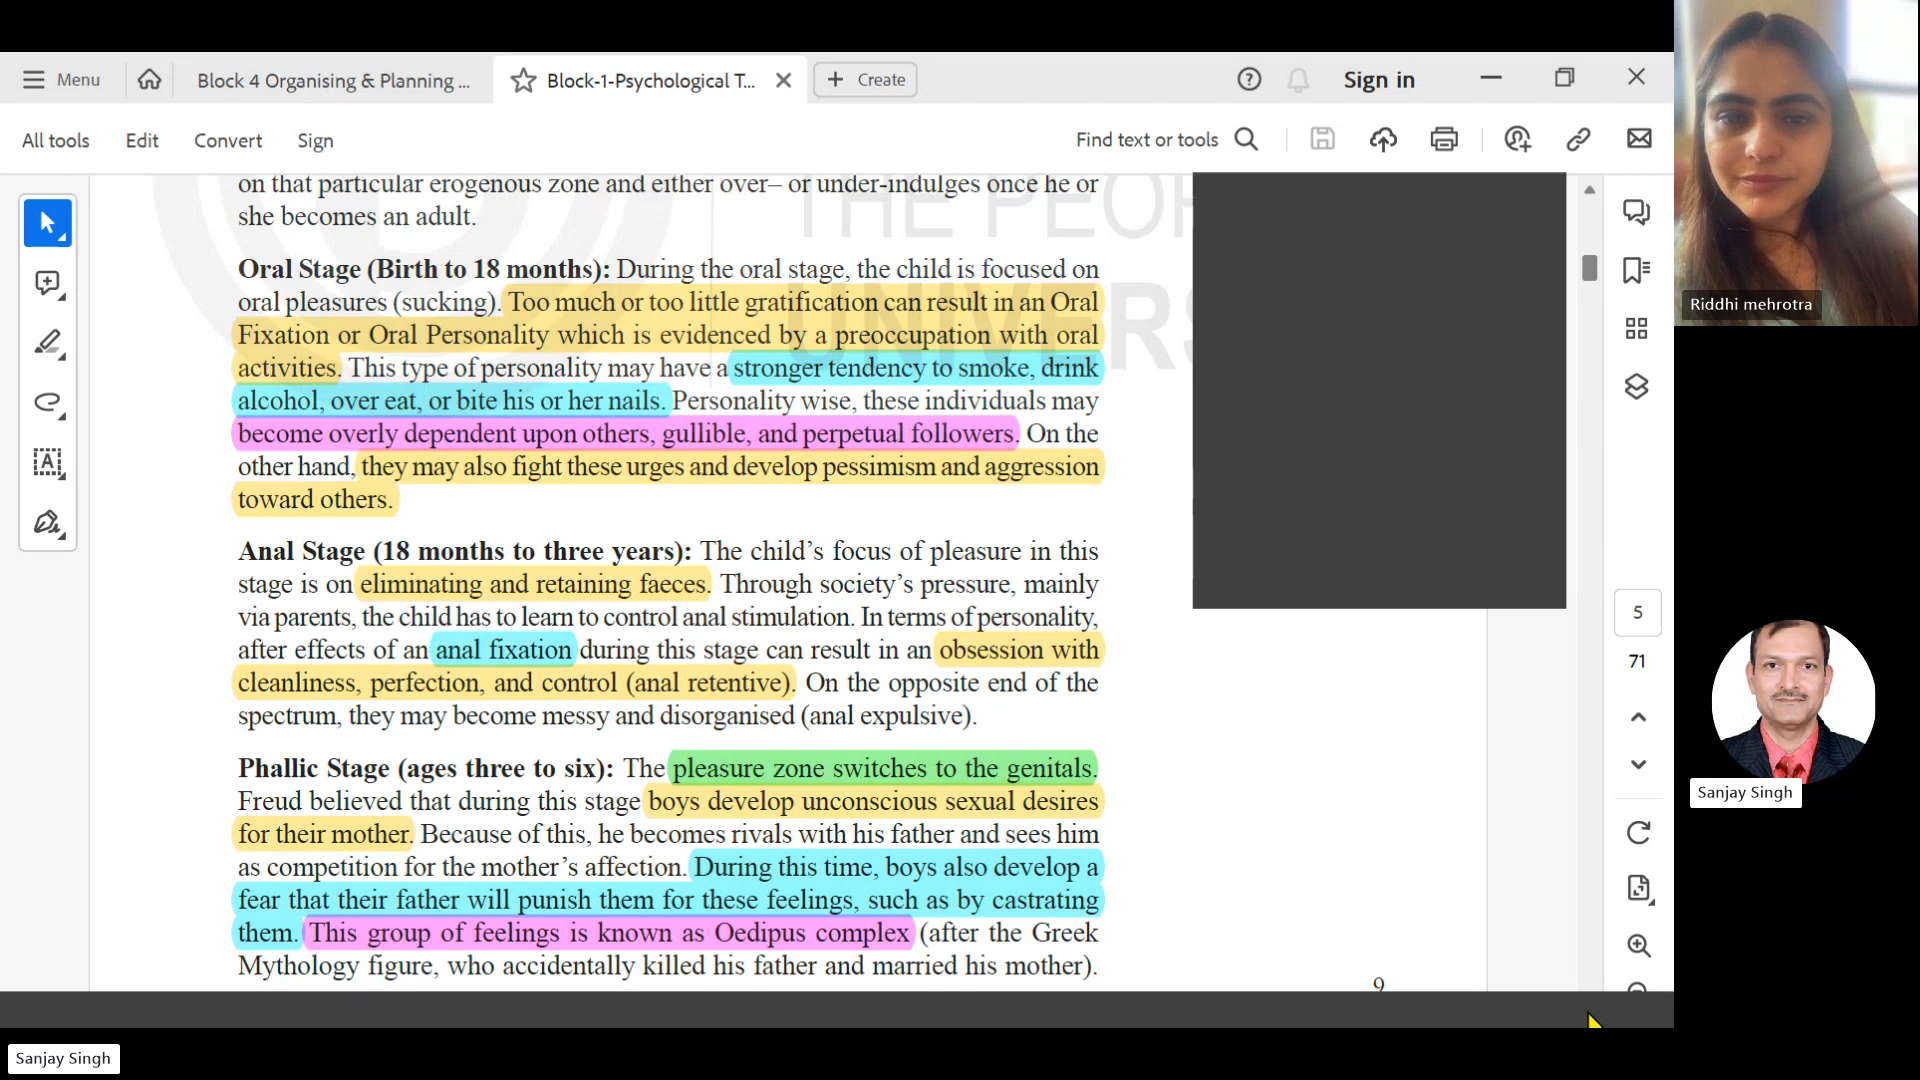 Menu
Block 4 Organising & Planning ...
Block-1-Psychological T...
Create
Sign in
All tools
Edit
Convert
Sign
Find text or tools
THE PEOP
UNIVERS
on that particular erogenous zone and either over– or under-indulges once he or
she becomes an adult.
Oral Stage (Birth to 18 months): During the oral stage, the child is focused on
oral pleasures (sucking). Too much or too little gratification can result in an Oral
Fixation or Oral Personality which is evidenced by a preoccupation with oral
activities. This type of personality may have a stronger tendency to smoke, drink
alcohol, over eat, or bite his or her nails. Personality wise, these individuals may
become overly dependent upon others, gullible, and perpetual followers. On the
other hand, they may also fight these urges and develop pessimism and aggression
toward others.
Anal Stage (18 months to three years): The child’s focus of pleasure in this
stage is on eliminating and retaining faeces. Through society’s pressure, mainly
via parents, the child has to learn to control anal stimulation. In terms of personality,
after effects of an anal fixation during this stage can result in an obsession with
cleanliness, perfection, and control (anal retentive). On the opposite end of the
spectrum, they may become messy and disorganised (anal expulsive).
Phallic Stage (ages three to six): The pleasure zone switches to the genitals.
Freud believed that during this stage boys develop unconscious sexual desires
for their mother. Because of this, he becomes rivals with his father and sees him
as competition for the mother’s affection. During this time, boys also develop a
fear that their father will punish them for these feelings, such as by castrating
them. This group of feelings is known as Oedipus complex (after the Greek
Mythology figure, who accidentally killed his father and married his mother).
9
5
71
Riddhi mehrotra
Sanjay Singh
Sanjay Singh